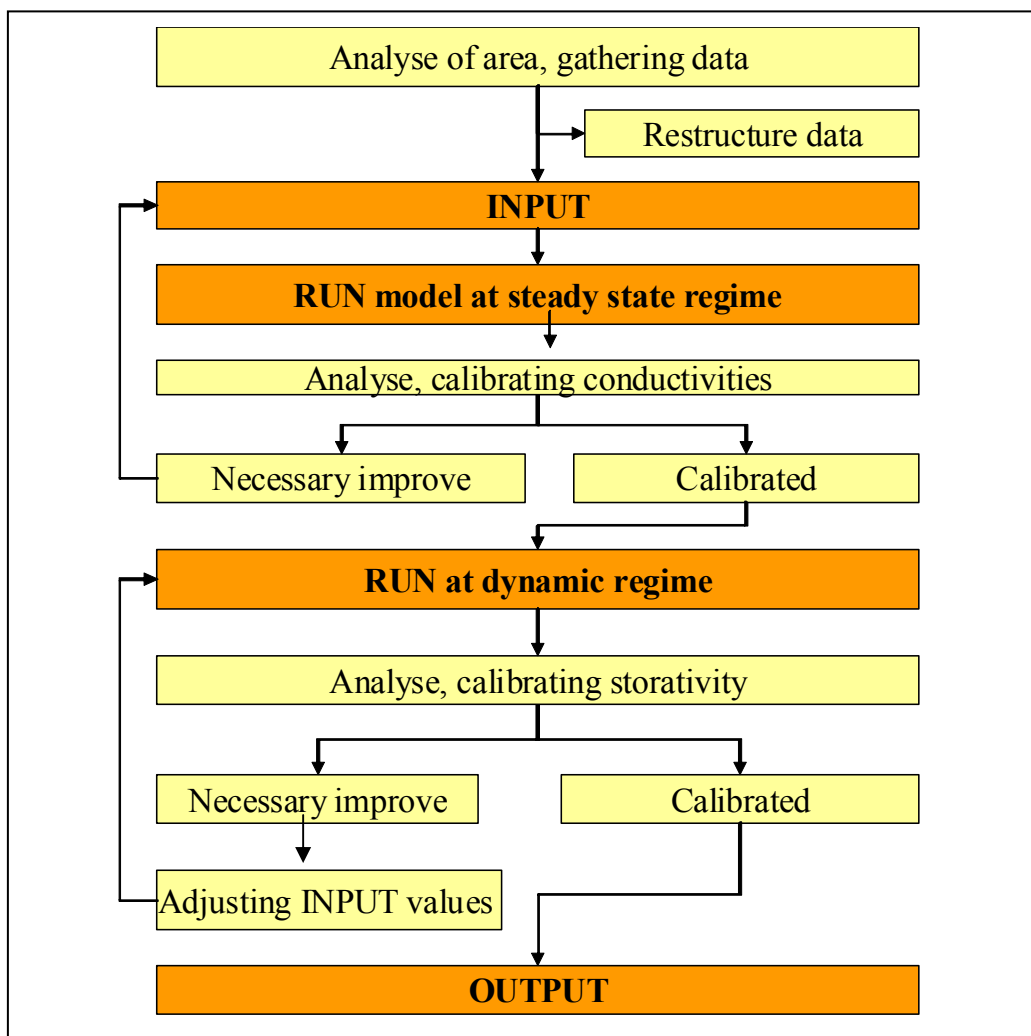 Analyse of area, gathering data
Restructure data
INPUT
RUN model at steady state regime
Analyse, calibrating conductivities
Necessary improve
Calibrated
RUN at dynamic regime
Analyse, calibrating storativity
Necessary improve
Calibrated
Adjusting INPUT values
OUTPUT